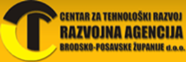 CENTAR ZA TEHNOLOŠKI RAZVOJ
RAZVOJNA AGENCIJA
BRODSKO-POSAVSKE ŽUPANIJE d.o.o.